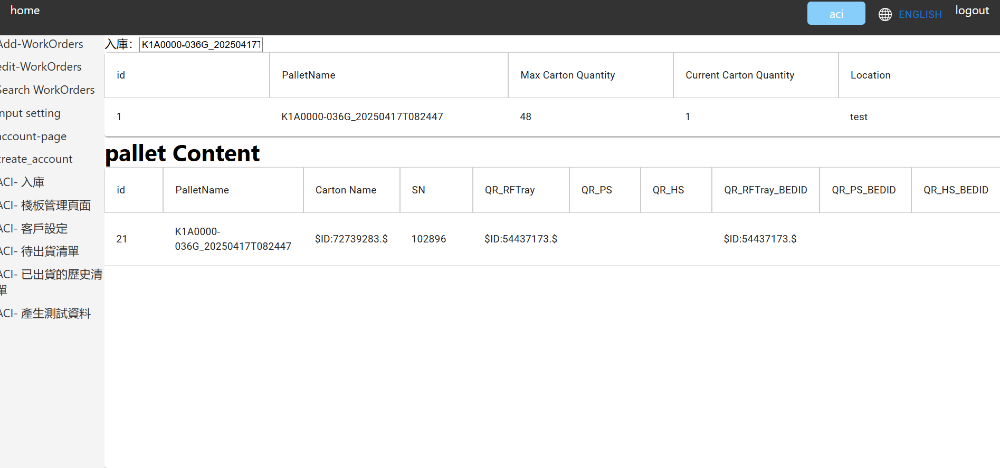 home
aci
ENGLISH
logout
Add-WorkOrders
edit-WorkOrders
Search WorkOrders
input setting
account-page
create_account
ACI- 入庫
ACI- 棧板管理頁面
ACI- 客戶設定
ACI- 待出貨清單
ACI- 已出貨的歷史清
單
ACI- 產生測試資料
入庫： K1A0000-036G_20250417T
id PalletName Max Carton Quantity Current Carton Quantity Location
1 K1A0000-036G_20250417T082447 48 1 test
pallet Content
id PalletName Carton Name SN QR_RFTray QR_PS QR_HS QR_RFTray_BEDID QR_PS_BEDID QR_HS_BEDID
21 K1A0000-
036G_20250417T082447 $ID:72739283.$ 102896 $ID:54437173.$ $ID:54437173.$